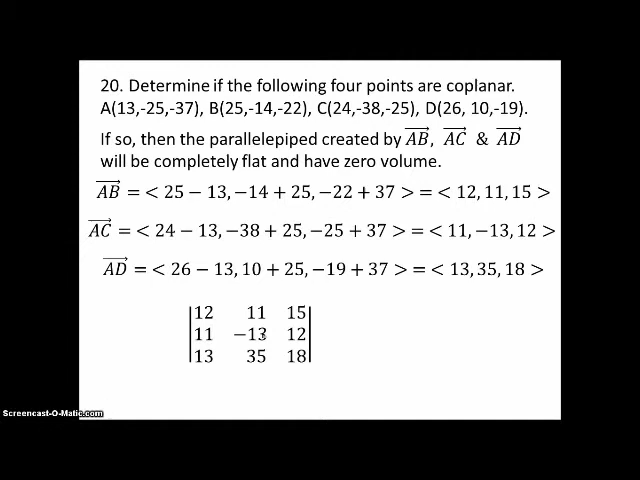 20. Determine if the following four points are coplanar.
A(13,-25,-37), B(25,-14,-22), C(24,-38,-25), D(26, 10,-19).
If so, then the parallelepiped created by AB, AC & AD
will be completely flat and have zero volume.
AB = < 25 − 13, −14 + 25, −22 + 37 > = < 12, 11, 15 >
AC = < 24 − 13, −38 + 25, −25 + 37 > = < 11, −13, 12 >
AD = < 26 − 13, 10 + 25, −19 + 37 > = < 13, 35, 18 >
12 11 15
11 −13 12
13 35 18
Screencast-O-Matic.com